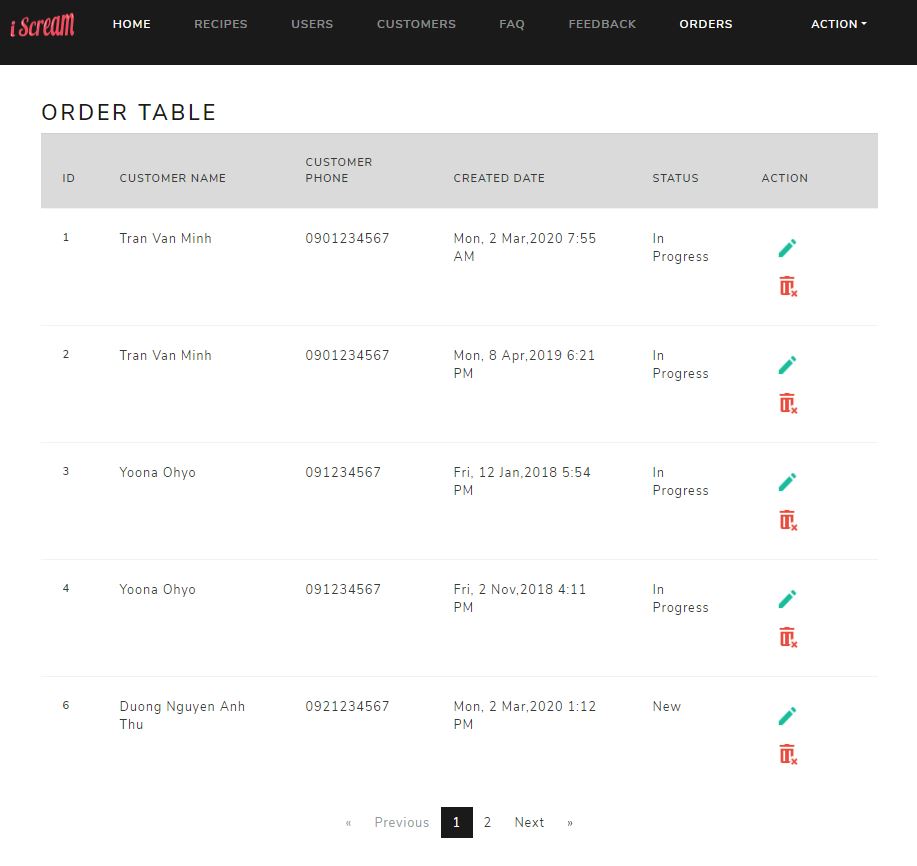 i Scream HOME RECIPES USERS CUSTOMERS FAQ FEEDBACK ORDERS ACTION
ORDER TABLE
ID CUSTOMER NAME CUSTOMER PHONE CREATED DATE STATUS ACTION
1 Tran Van Minh 0901234567 Mon, 2 Mar,2020 7:55 AM In Progress
2 Tran Van Minh 0901234567 Mon, 8 Apr,2019 6:21 PM In Progress
3 Yoona Ohyo 091234567 Fri, 12 Jan,2018 5:54 PM In Progress
4 Yoona Ohyo 091234567 Fri, 2 Nov,2018 4:11 PM In Progress
6 Duong Nguyen Anh Thu 0921234567 Mon, 2 Mar,2020 1:12 PM New
« Previous 1 2 Next »